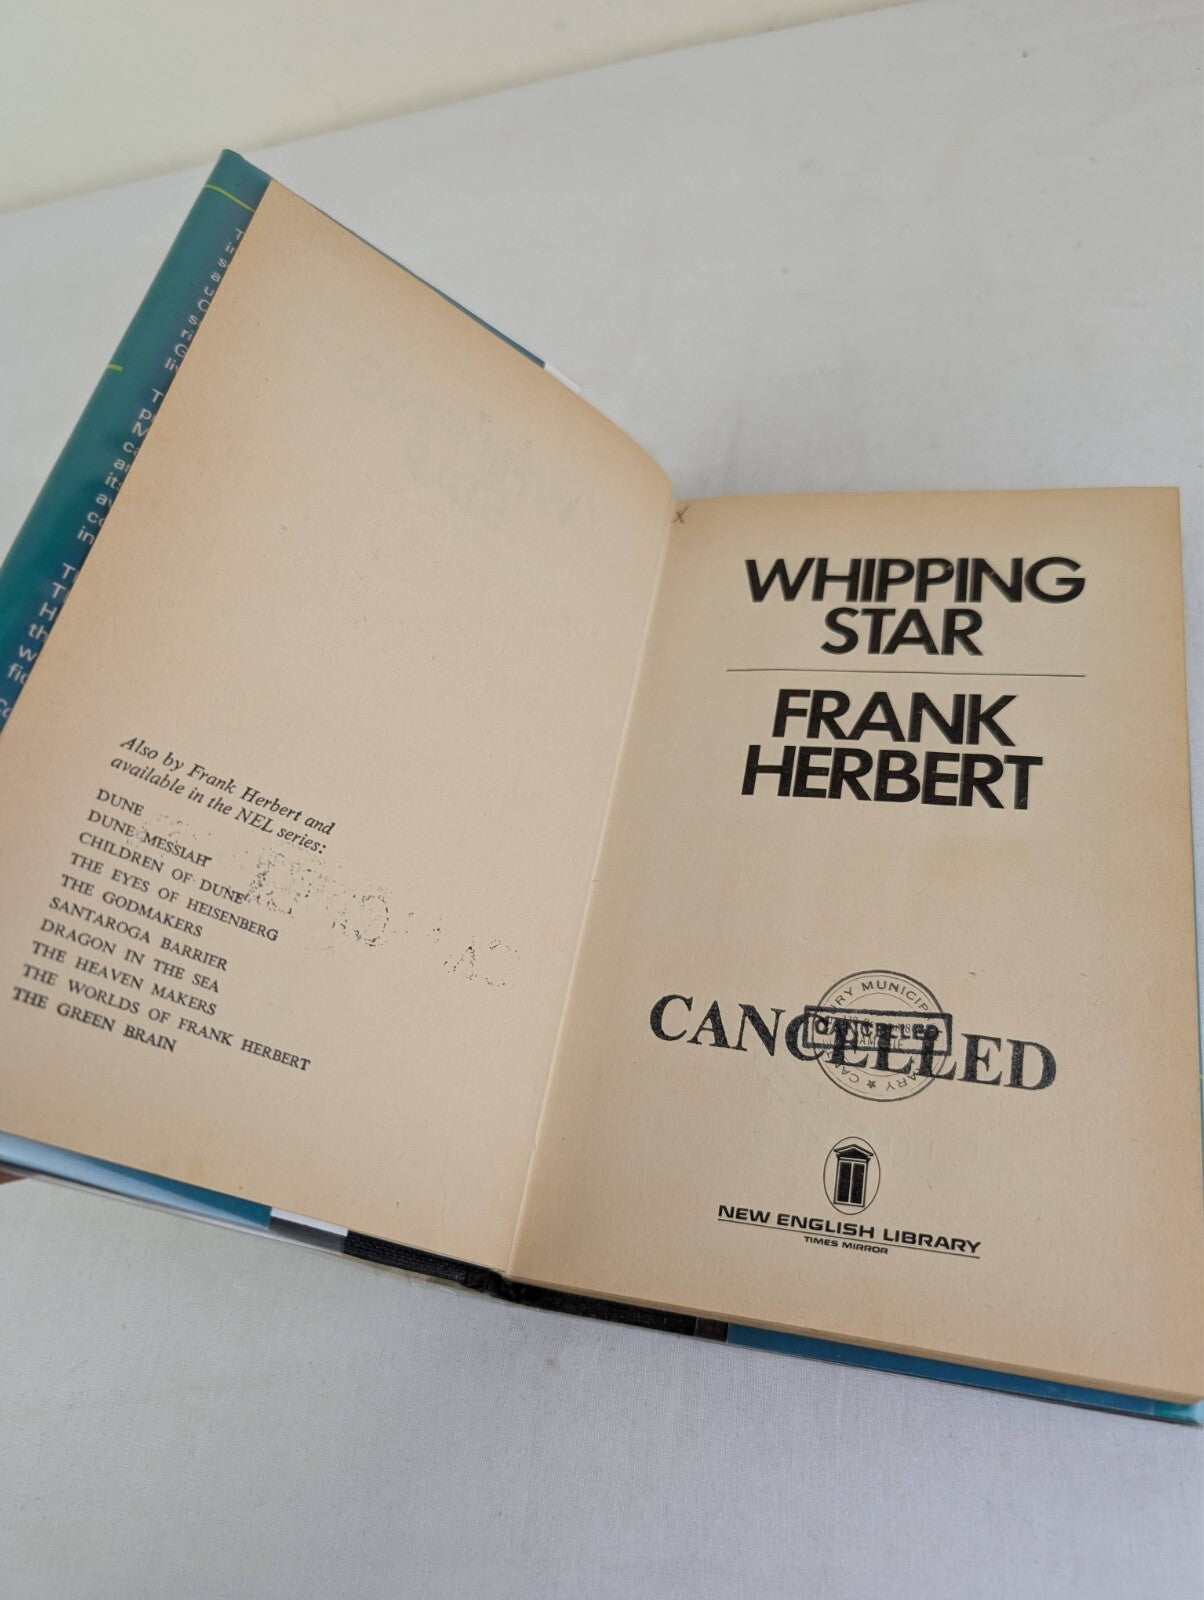 Also by Frank Herbert and
available in the NEL series:
DUNE
DUNE MESSIAH
CHILDREN OF DUNE
THE EYES OF HEISENBERG
THE GODMAKERS
SANTAROGA BARRIER
DRAGON IN THE SEA
THE HEAVEN MAKERS
THE WORLDS OF FRANK HERBERT
THE GREEN BRAIN
X
WHIPPING
STAR
FRANK
HERBERT
CANCELLED
CANCELLED
NEW ENGLISH LIBRARY
TIMES MIRROR